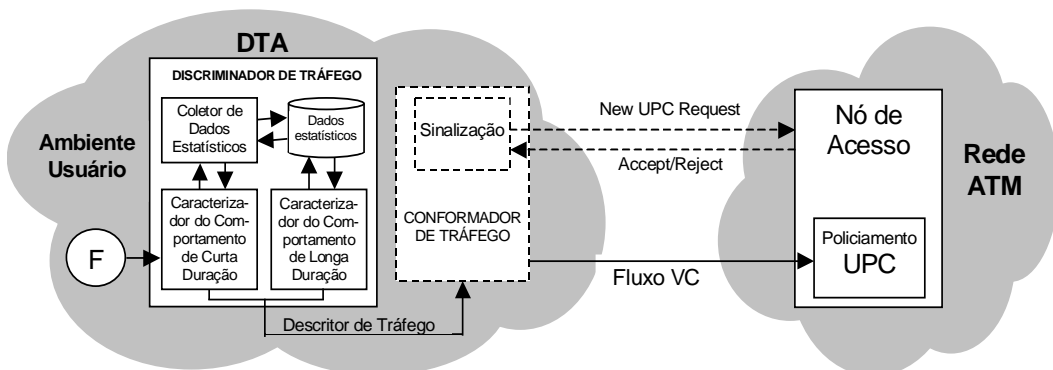 DTA
DISCRIMINADOR DE TRÁFEGO
Coletor de
Dados
Estatísticos
Dados
estatísticos
Ambiente
Usuário
Caracteriza-
dor do Com-
portamento
de Curta
Duração
Caracteriza-
dor do Com-
portamento
de Longa
Duração
F
Descritor de Tráfego
Sinalização
CONFORMADOR
DE TRÁFEGO
New UPC Request
Accept/Reject
Fluxo VC
Nó de
Acesso
Policiamento
UPC
Rede
ATM